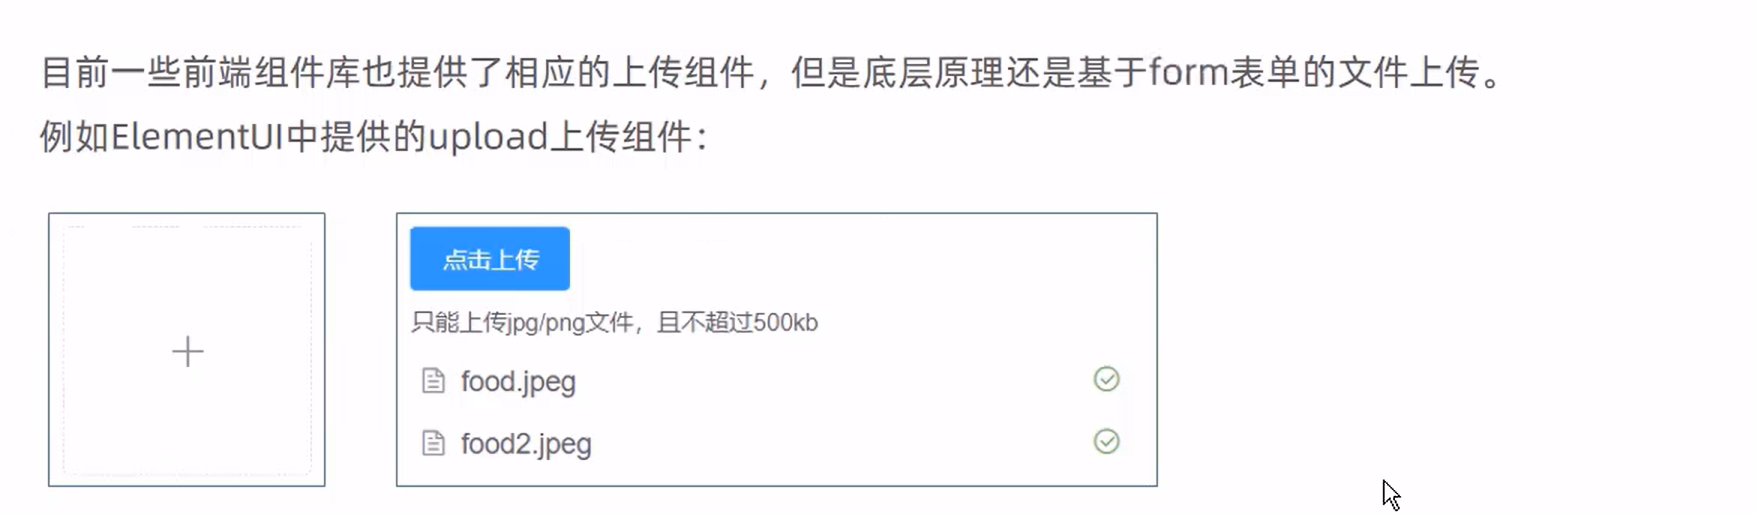 目前一些前端组件库也提供了相应的上传组件，但是底层原理还是基于form表单的文件上传。
例如ElementUI中提供的upload上传组件：
点击上传
只能上传jpg/png文件，且不超过500kb
food.jpeg
food2.jpeg